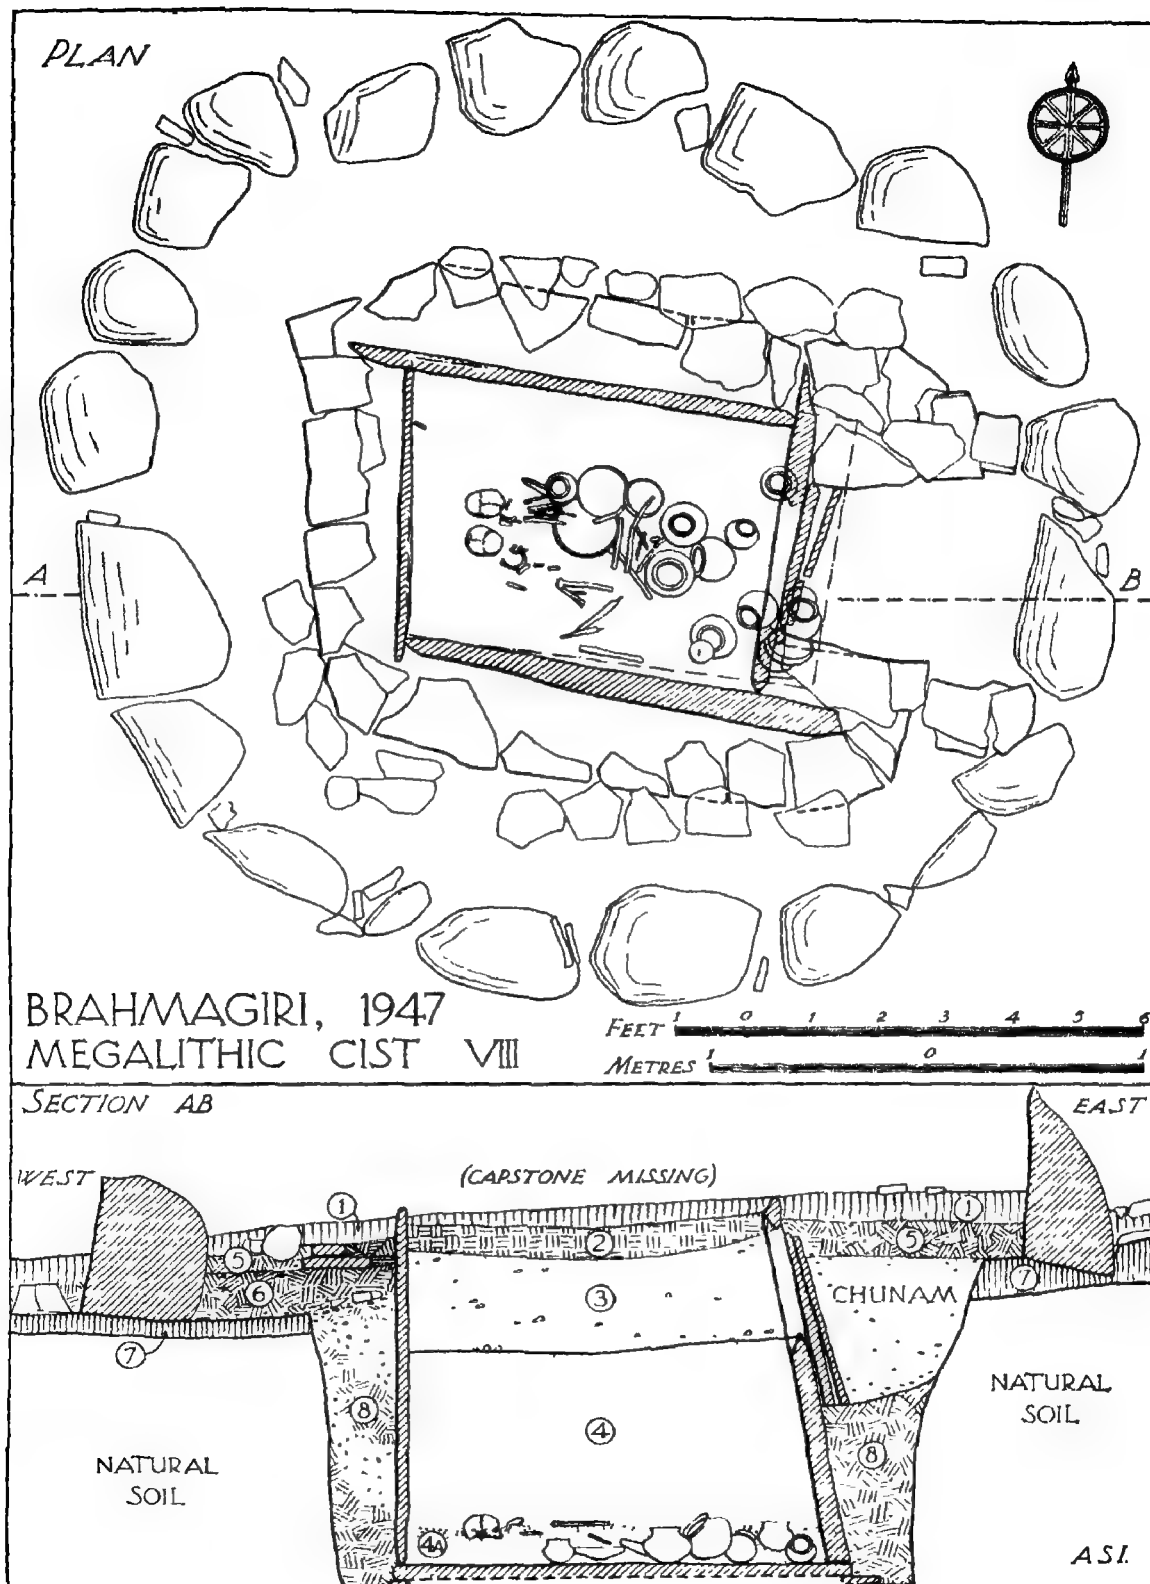 PLAN
A
B
BRAHMAGIRI, 1947
MEGALITHIC CIST VIII
FEET 1 0 1 2 3 4 5 6
METRES 1 0 1
SECTION AB
EAST
WEST
(CAPSTONE MISSING)
1
1
2
5
5
6
3
CHUNAM
7
7
8
4
8
NATURAL SOIL
NATURAL SOIL
4A
A.S.I.